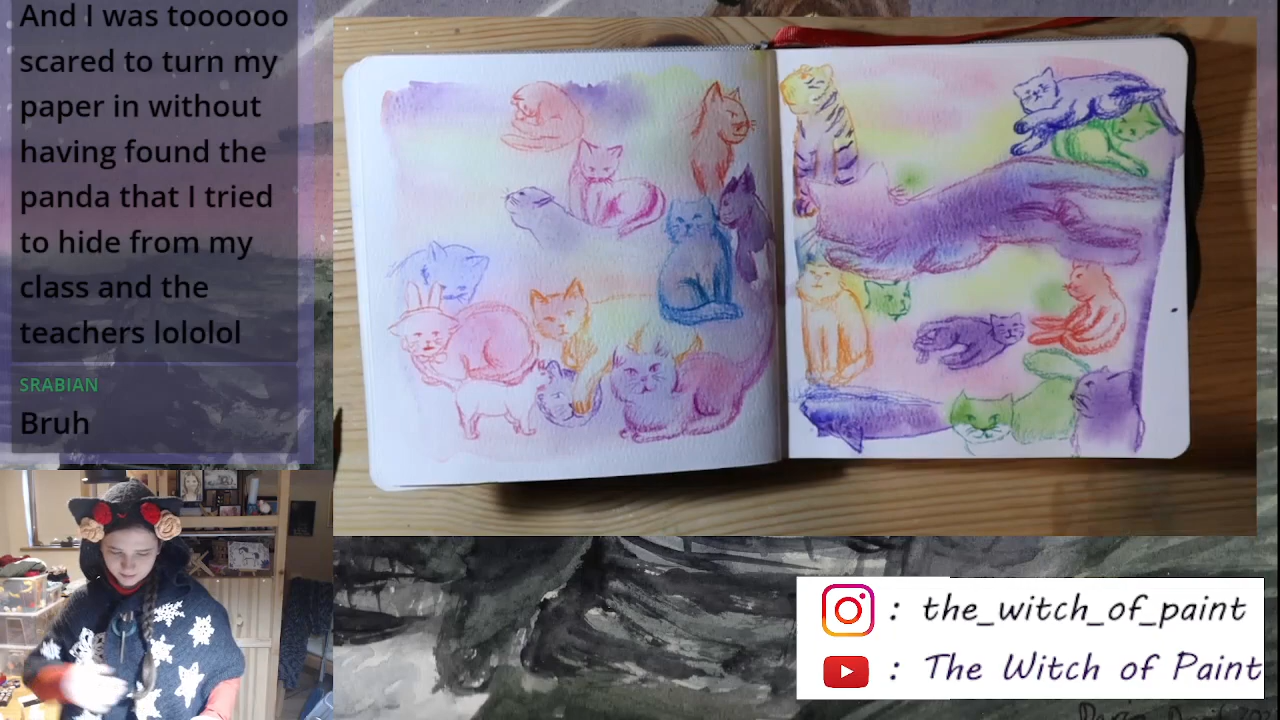 And I was toooooo
scared to turn my
paper in without
having found the
panda that I tried
to hide from my
class and the
teachers lololol
SRABIAN
Bruh
: the_witch_of_paint
: The Witch of Paint